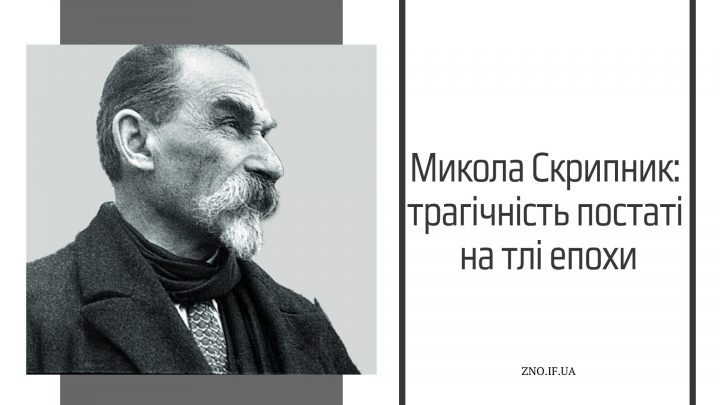 Микола Скрипник:
трагічність постаті
на тлі епохи
ZNO.IF.UA